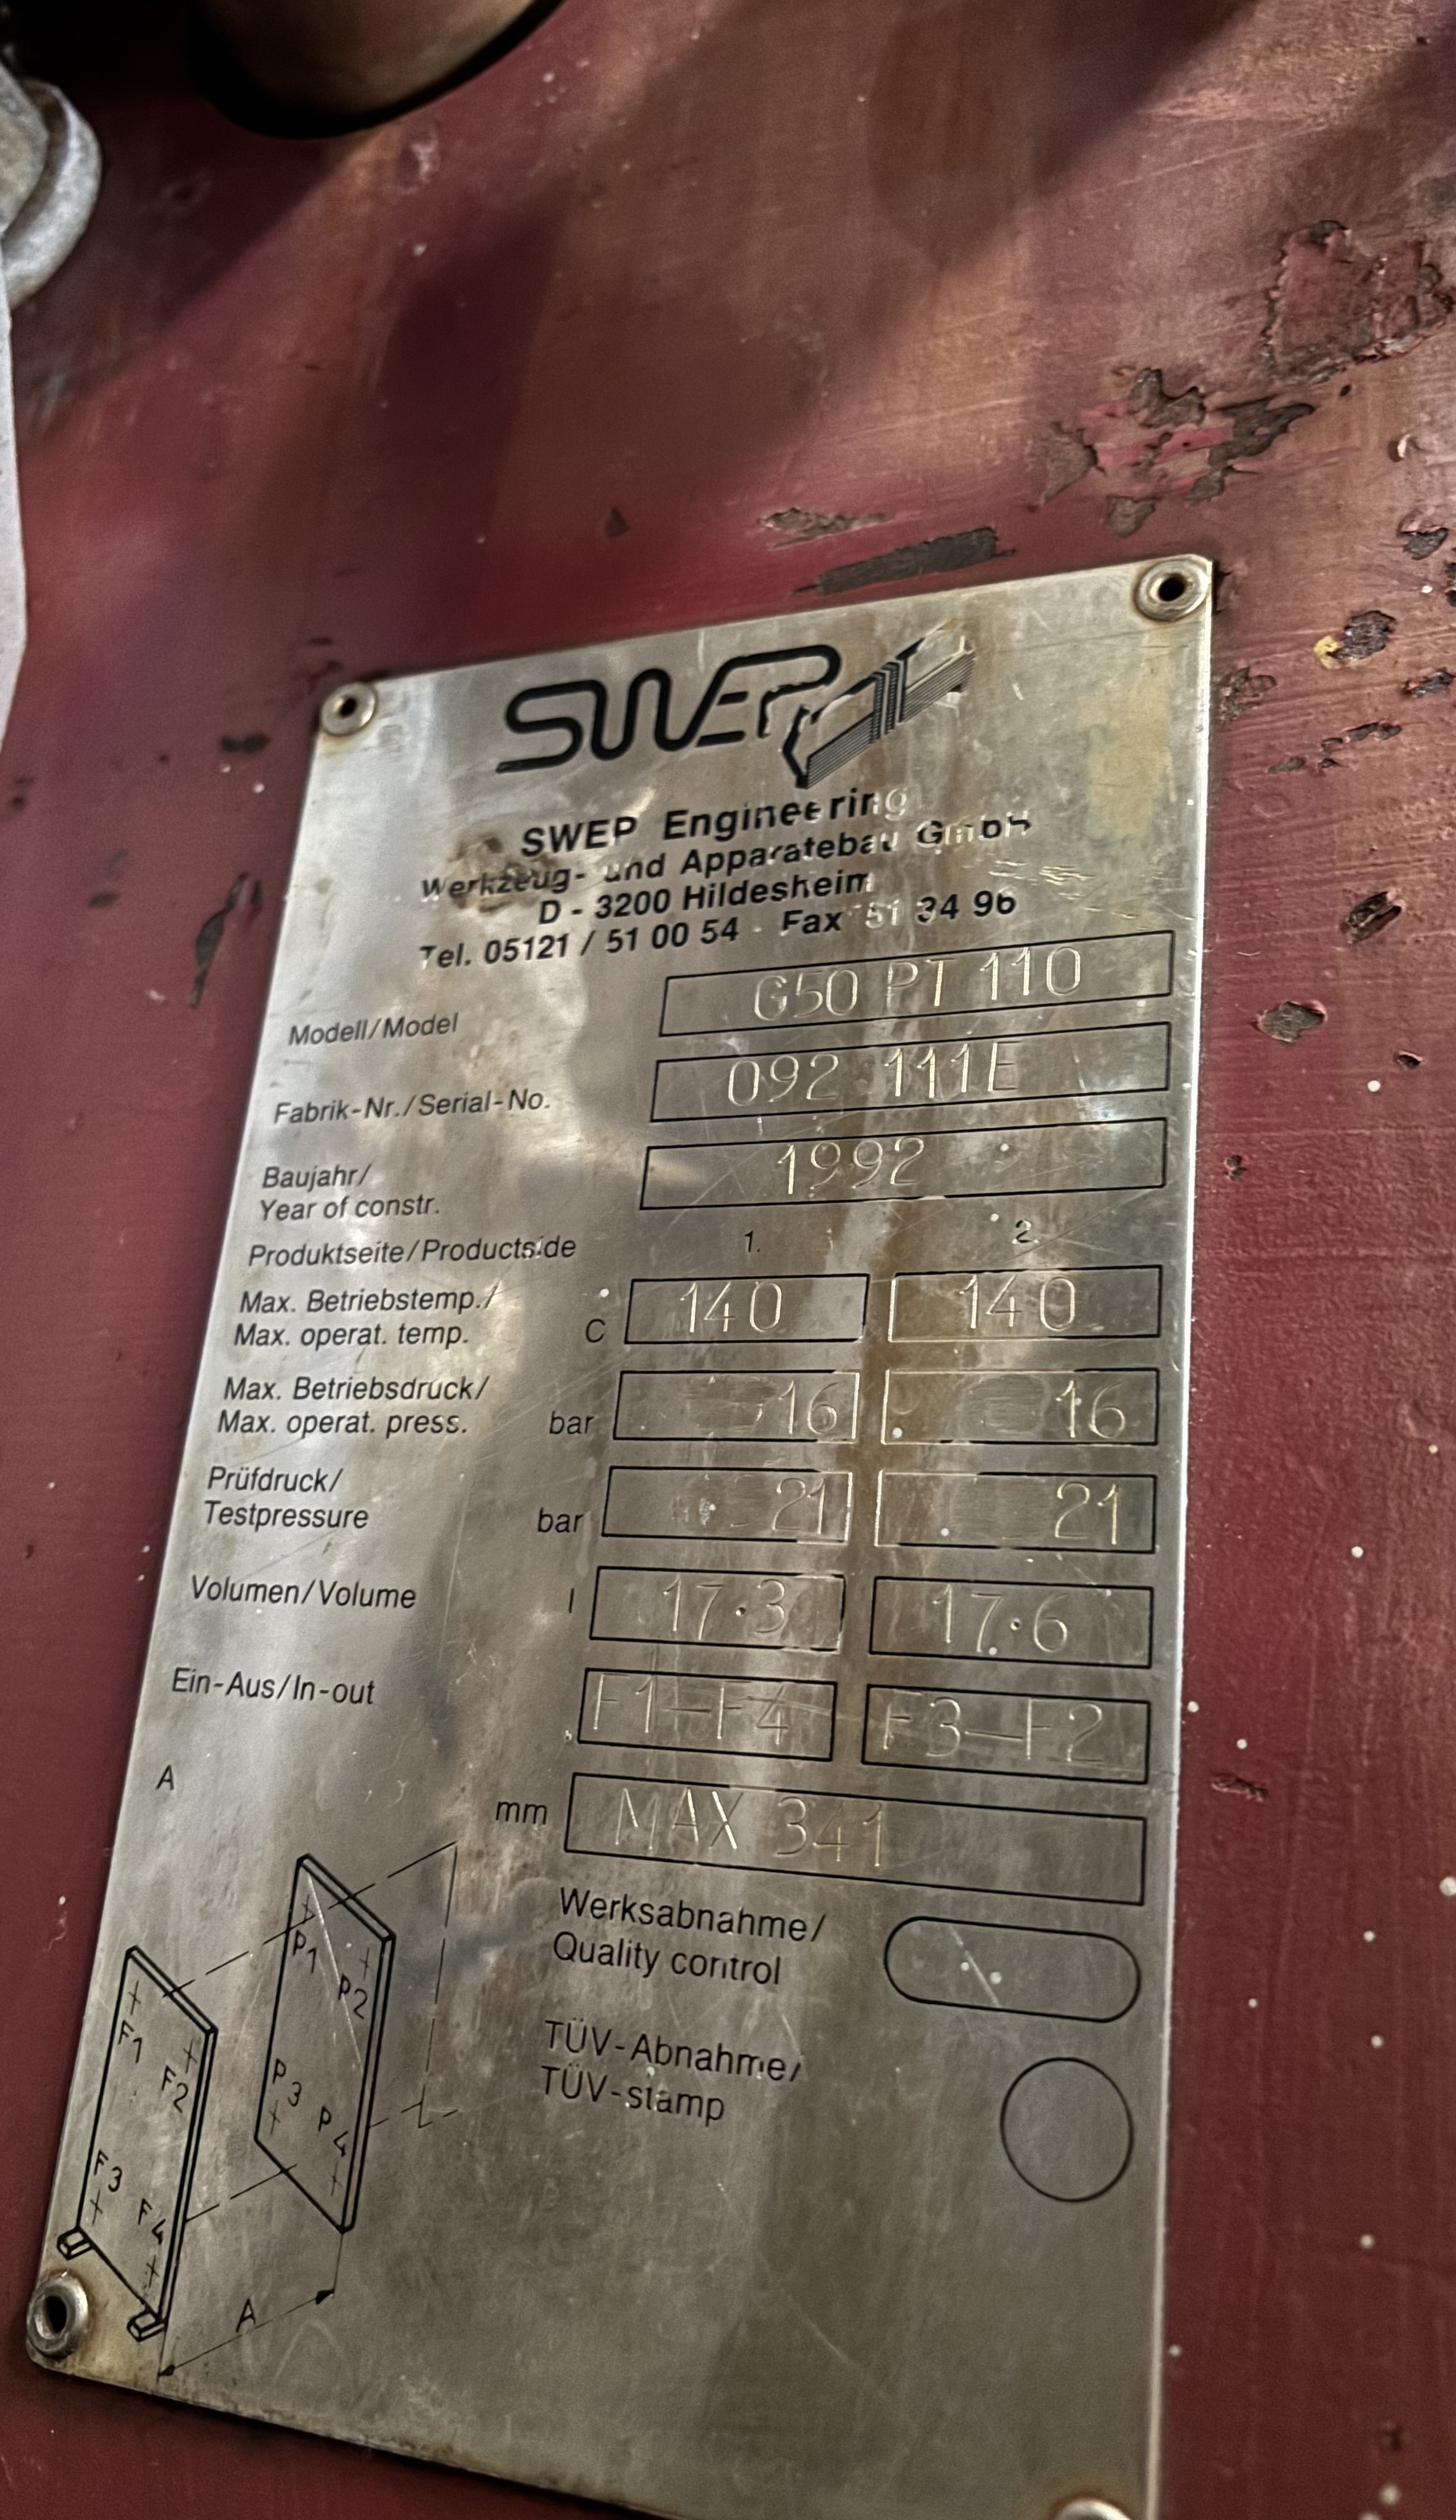 SWEP
SWEP Engineering
Werkzeug- und Apparatebau GmbH
D - 3200 Hildesheim
Tel. 05121 / 51 00 54 - Fax 51 34 96
Modell/Model G50 PT 110
Fabrik-Nr./Serial-No. 092 111E
Baujahr/
Year of constr. 1992
Produktseite/Productside 1. 2.
Max. Betriebstemp./
Max. operat. temp. C 140 140
Max. Betriebsdruck/
Max. operat. press. bar 16 16
Prüfdruck/
Testpressure bar 21 21
Volumen/Volume l 17.3 17.6
Ein-Aus/In-out F1-F4 F3-F2
A mm MAX 341
Werksabnahme/
Quality control
TÜV-Abnahme/
TÜV-stamp
P1
P2
P3
P4
F1
F2
F3
F4
A